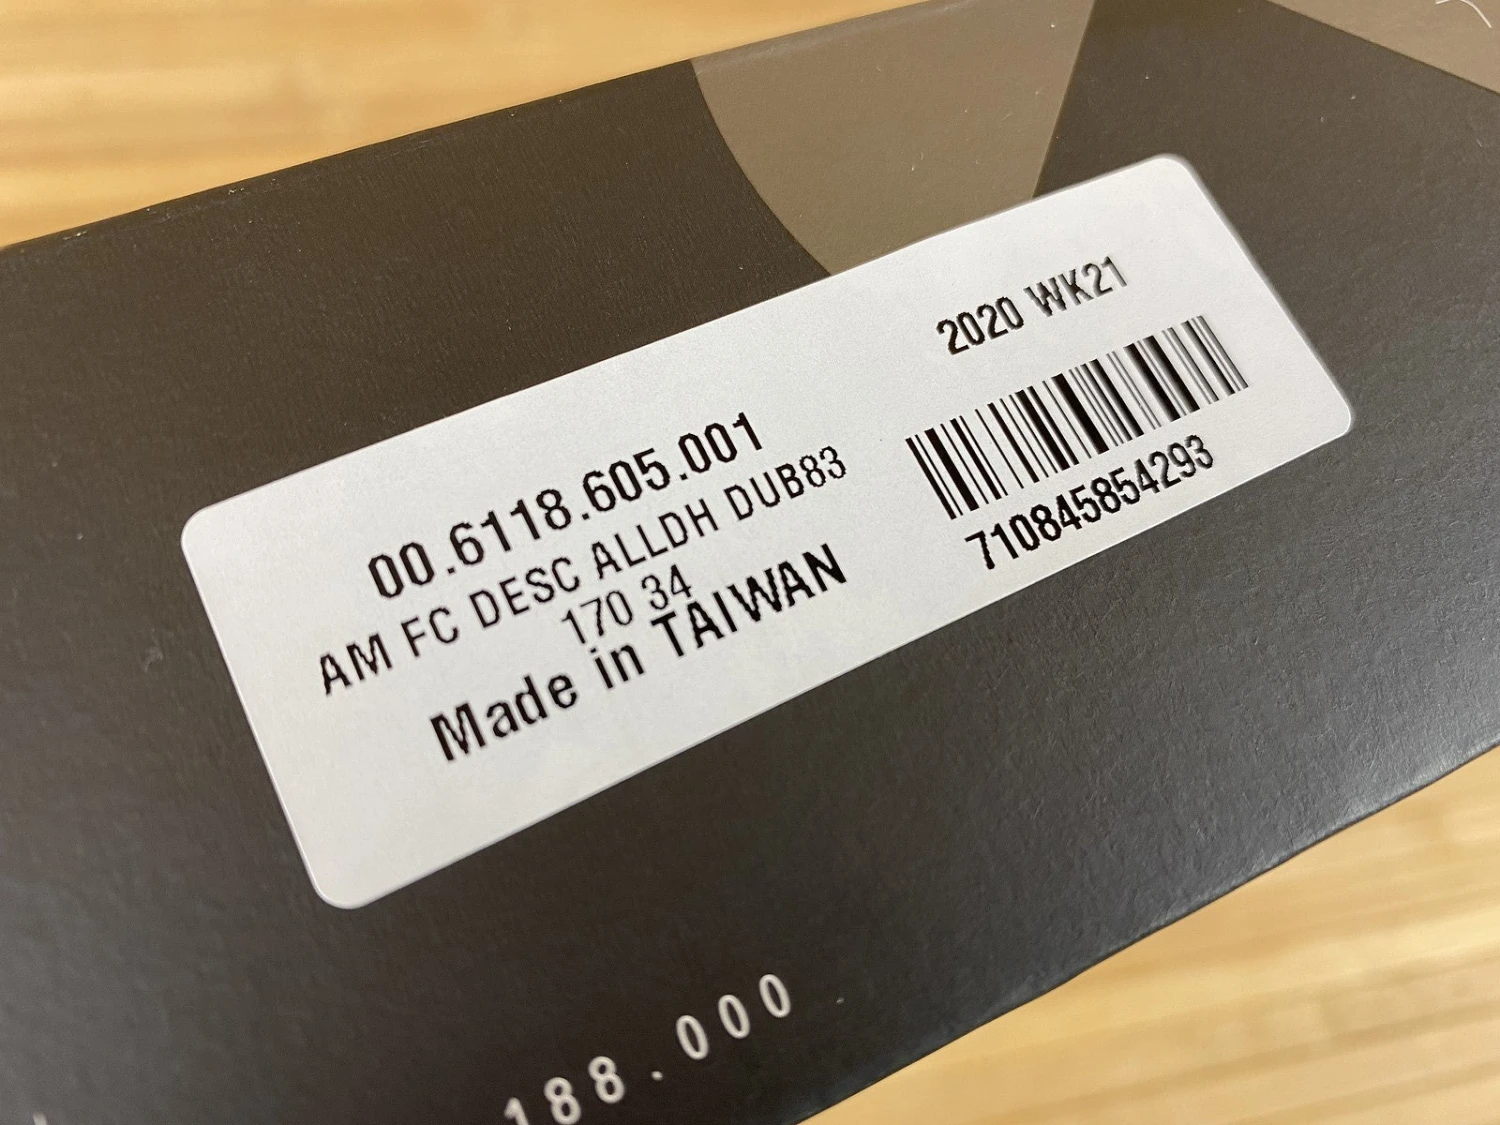 2020 WK21
00.6118.605.001
AM FC DESC ALLDH DUB83
170 34
Made in TAIWAN
710845854293
188.000